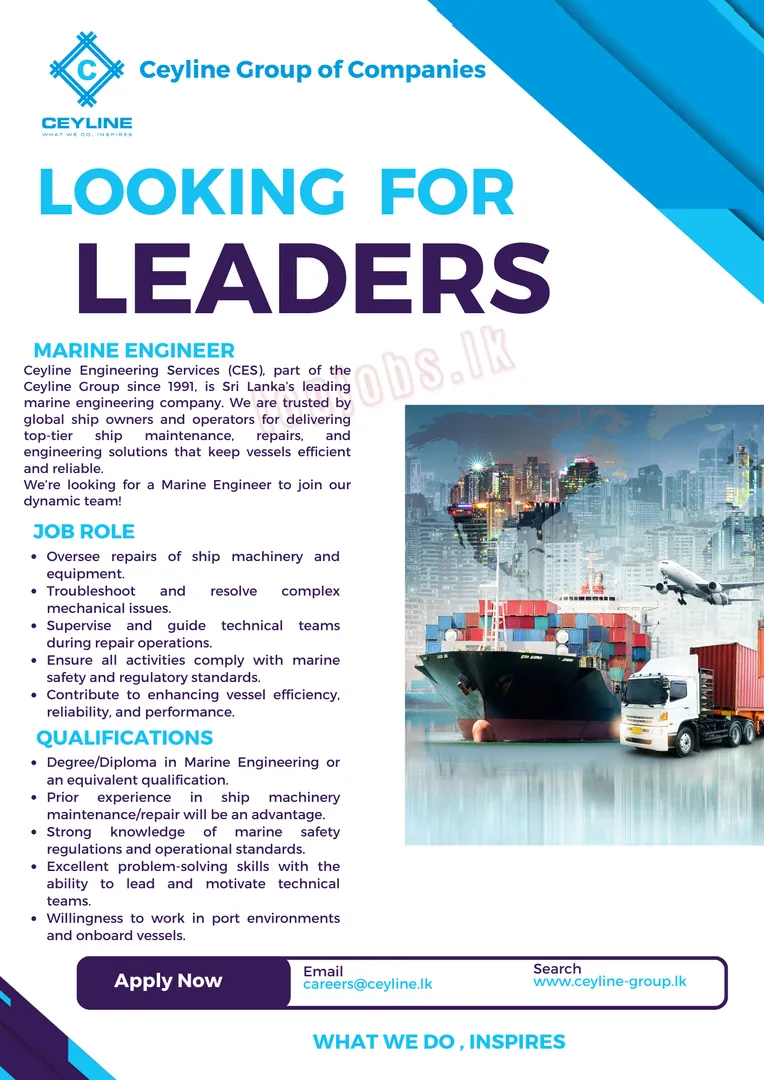 C
Ceyline Group of Companies
CEYLINE
WHAT WE DO, INSPIRES
LOOKING FOR
LEADERS
MARINE ENGINEER
Ceyline Engineering Services (CES), part of the
Ceyline Group since 1991, is Sri Lanka's leading
marine engineering company. We are trusted by
global ship owners and operators for delivering
top-tier ship maintenance, repairs, and
engineering solutions that keep vessels efficient
and reliable.
We're looking for a Marine Engineer to join our
dynamic team!
JOB ROLE
• Oversee repairs of ship machinery and
equipment.
• Troubleshoot and resolve complex
mechanical issues.
• Supervise and guide technical teams
during repair operations.
• Ensure all activities comply with marine
safety and regulatory standards.
• Contribute to enhancing vessel efficiency,
reliability, and performance.
QUALIFICATIONS
• Degree/Diploma in Marine Engineering or
an equivalent qualification.
• Prior experience in ship machinery
maintenance/repair will be an advantage.
• Strong knowledge of marine safety
regulations and operational standards.
• Excellent problem-solving skills with the
ability to lead and motivate technical
teams.
• Willingness to work in port environments
and onboard vessels.
Apply Now
Email
careers@ceyline.lk
Search
www.ceyline-group.lk
WHAT WE DO , INSPIRES